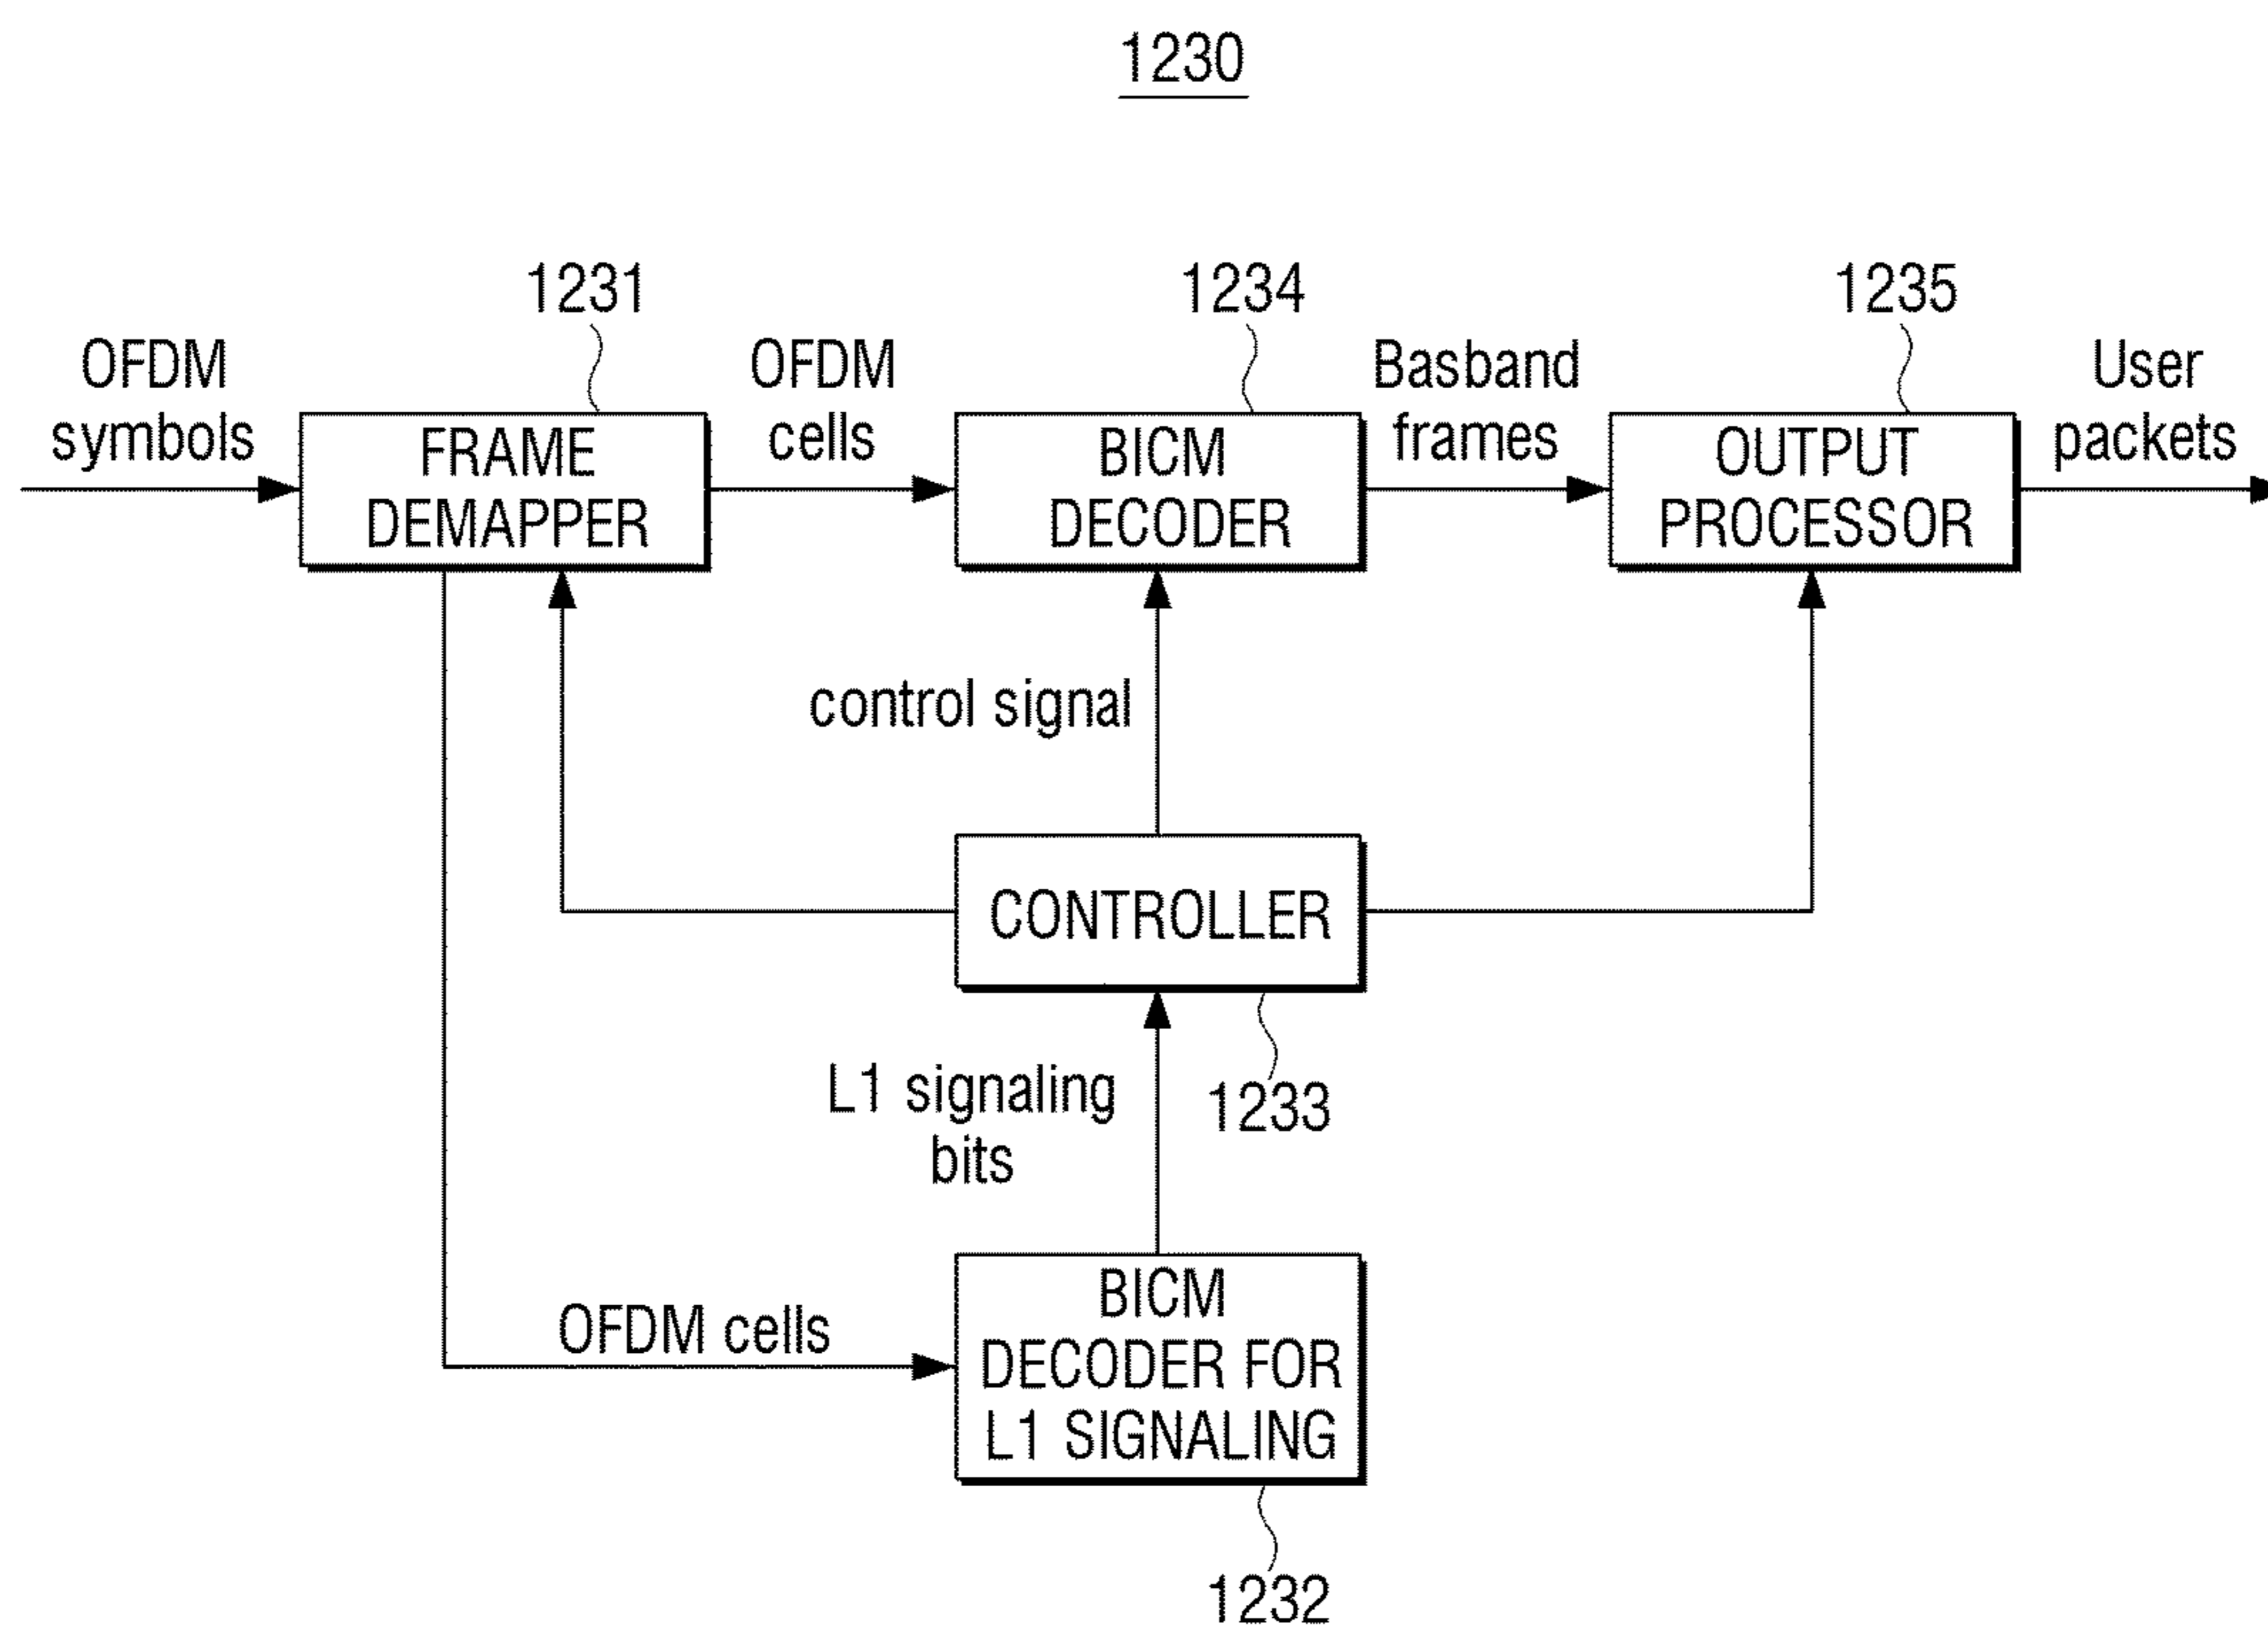 1230
1231
1234
1235
OFDM
symbols
OFDM
cells
Basband
frames
User
packets
FRAME
DEMAPPER
BICM
DECODER
OUTPUT
PROCESSOR
control signal
CONTROLLER
L1 signaling
bits
1233
OFDM cells
BICM
DECODER FOR
L1 SIGNALING
1232